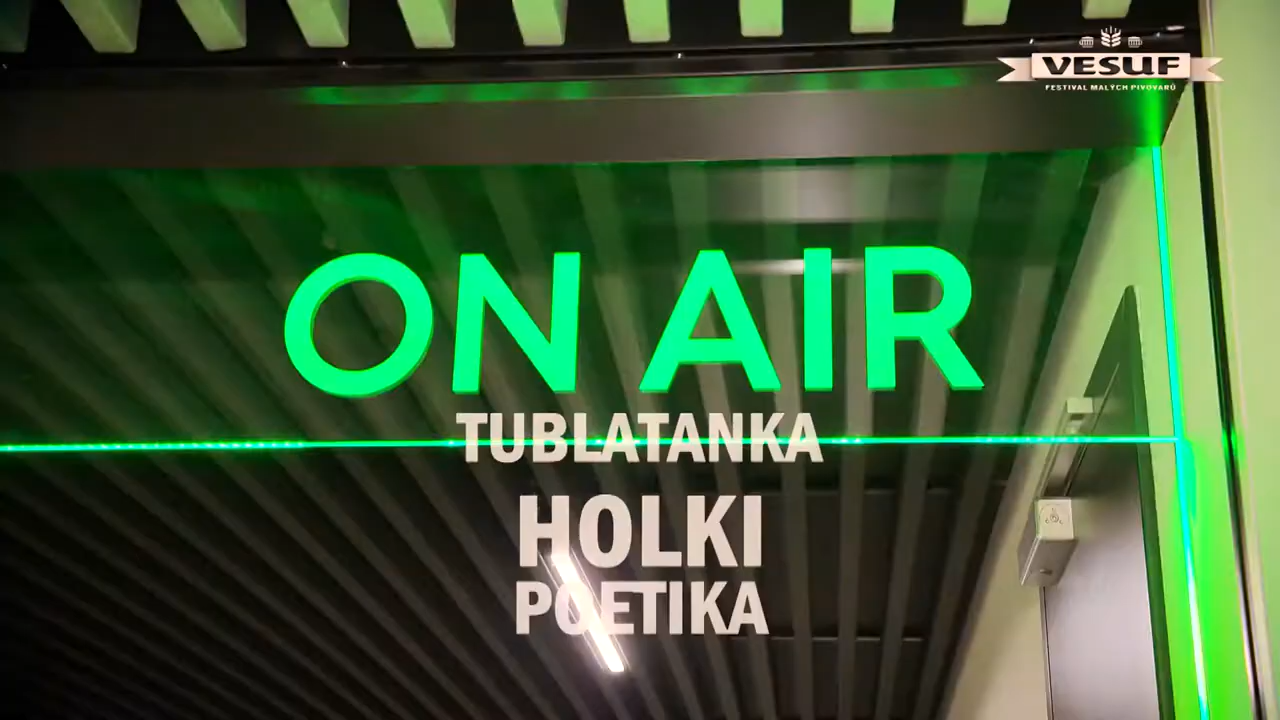 VESUF
FESTIVAL MALÝCH PIVOVARŮ
ON AIR
TUBLATANKA
HOLKI
POETIKA